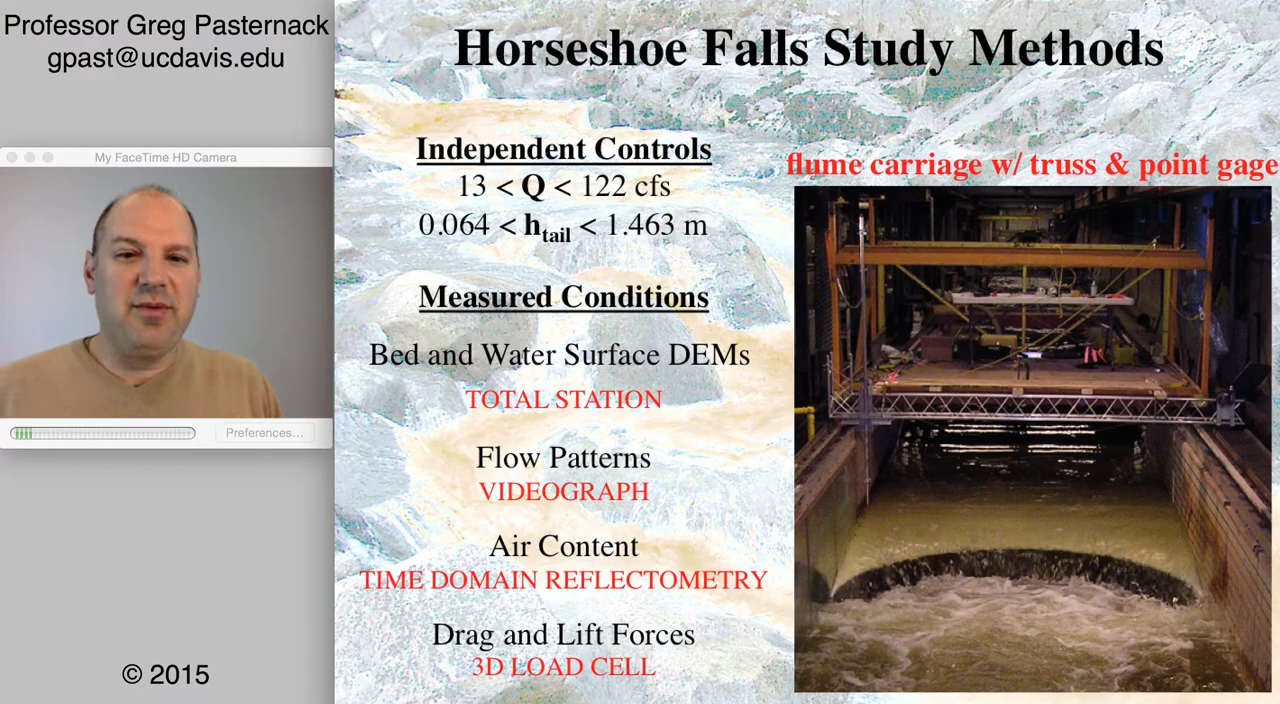 Professor Greg Pasternack
gpast@ucdavis.edu
My FaceTime HD Camera
Preferences...
© 2015
Horseshoe Falls Study Methods
Independent Controls
13 < Q < 122 cfs
0.064 < htail < 1.463 m
Measured Conditions
Bed and Water Surface DEMs
TOTAL STATION
Flow Patterns
VIDEOGRAPH
Air Content
TIME DOMAIN REFLECTOMETRY
Drag and Lift Forces
3D LOAD CELL
flume carriage w/ truss & point gage